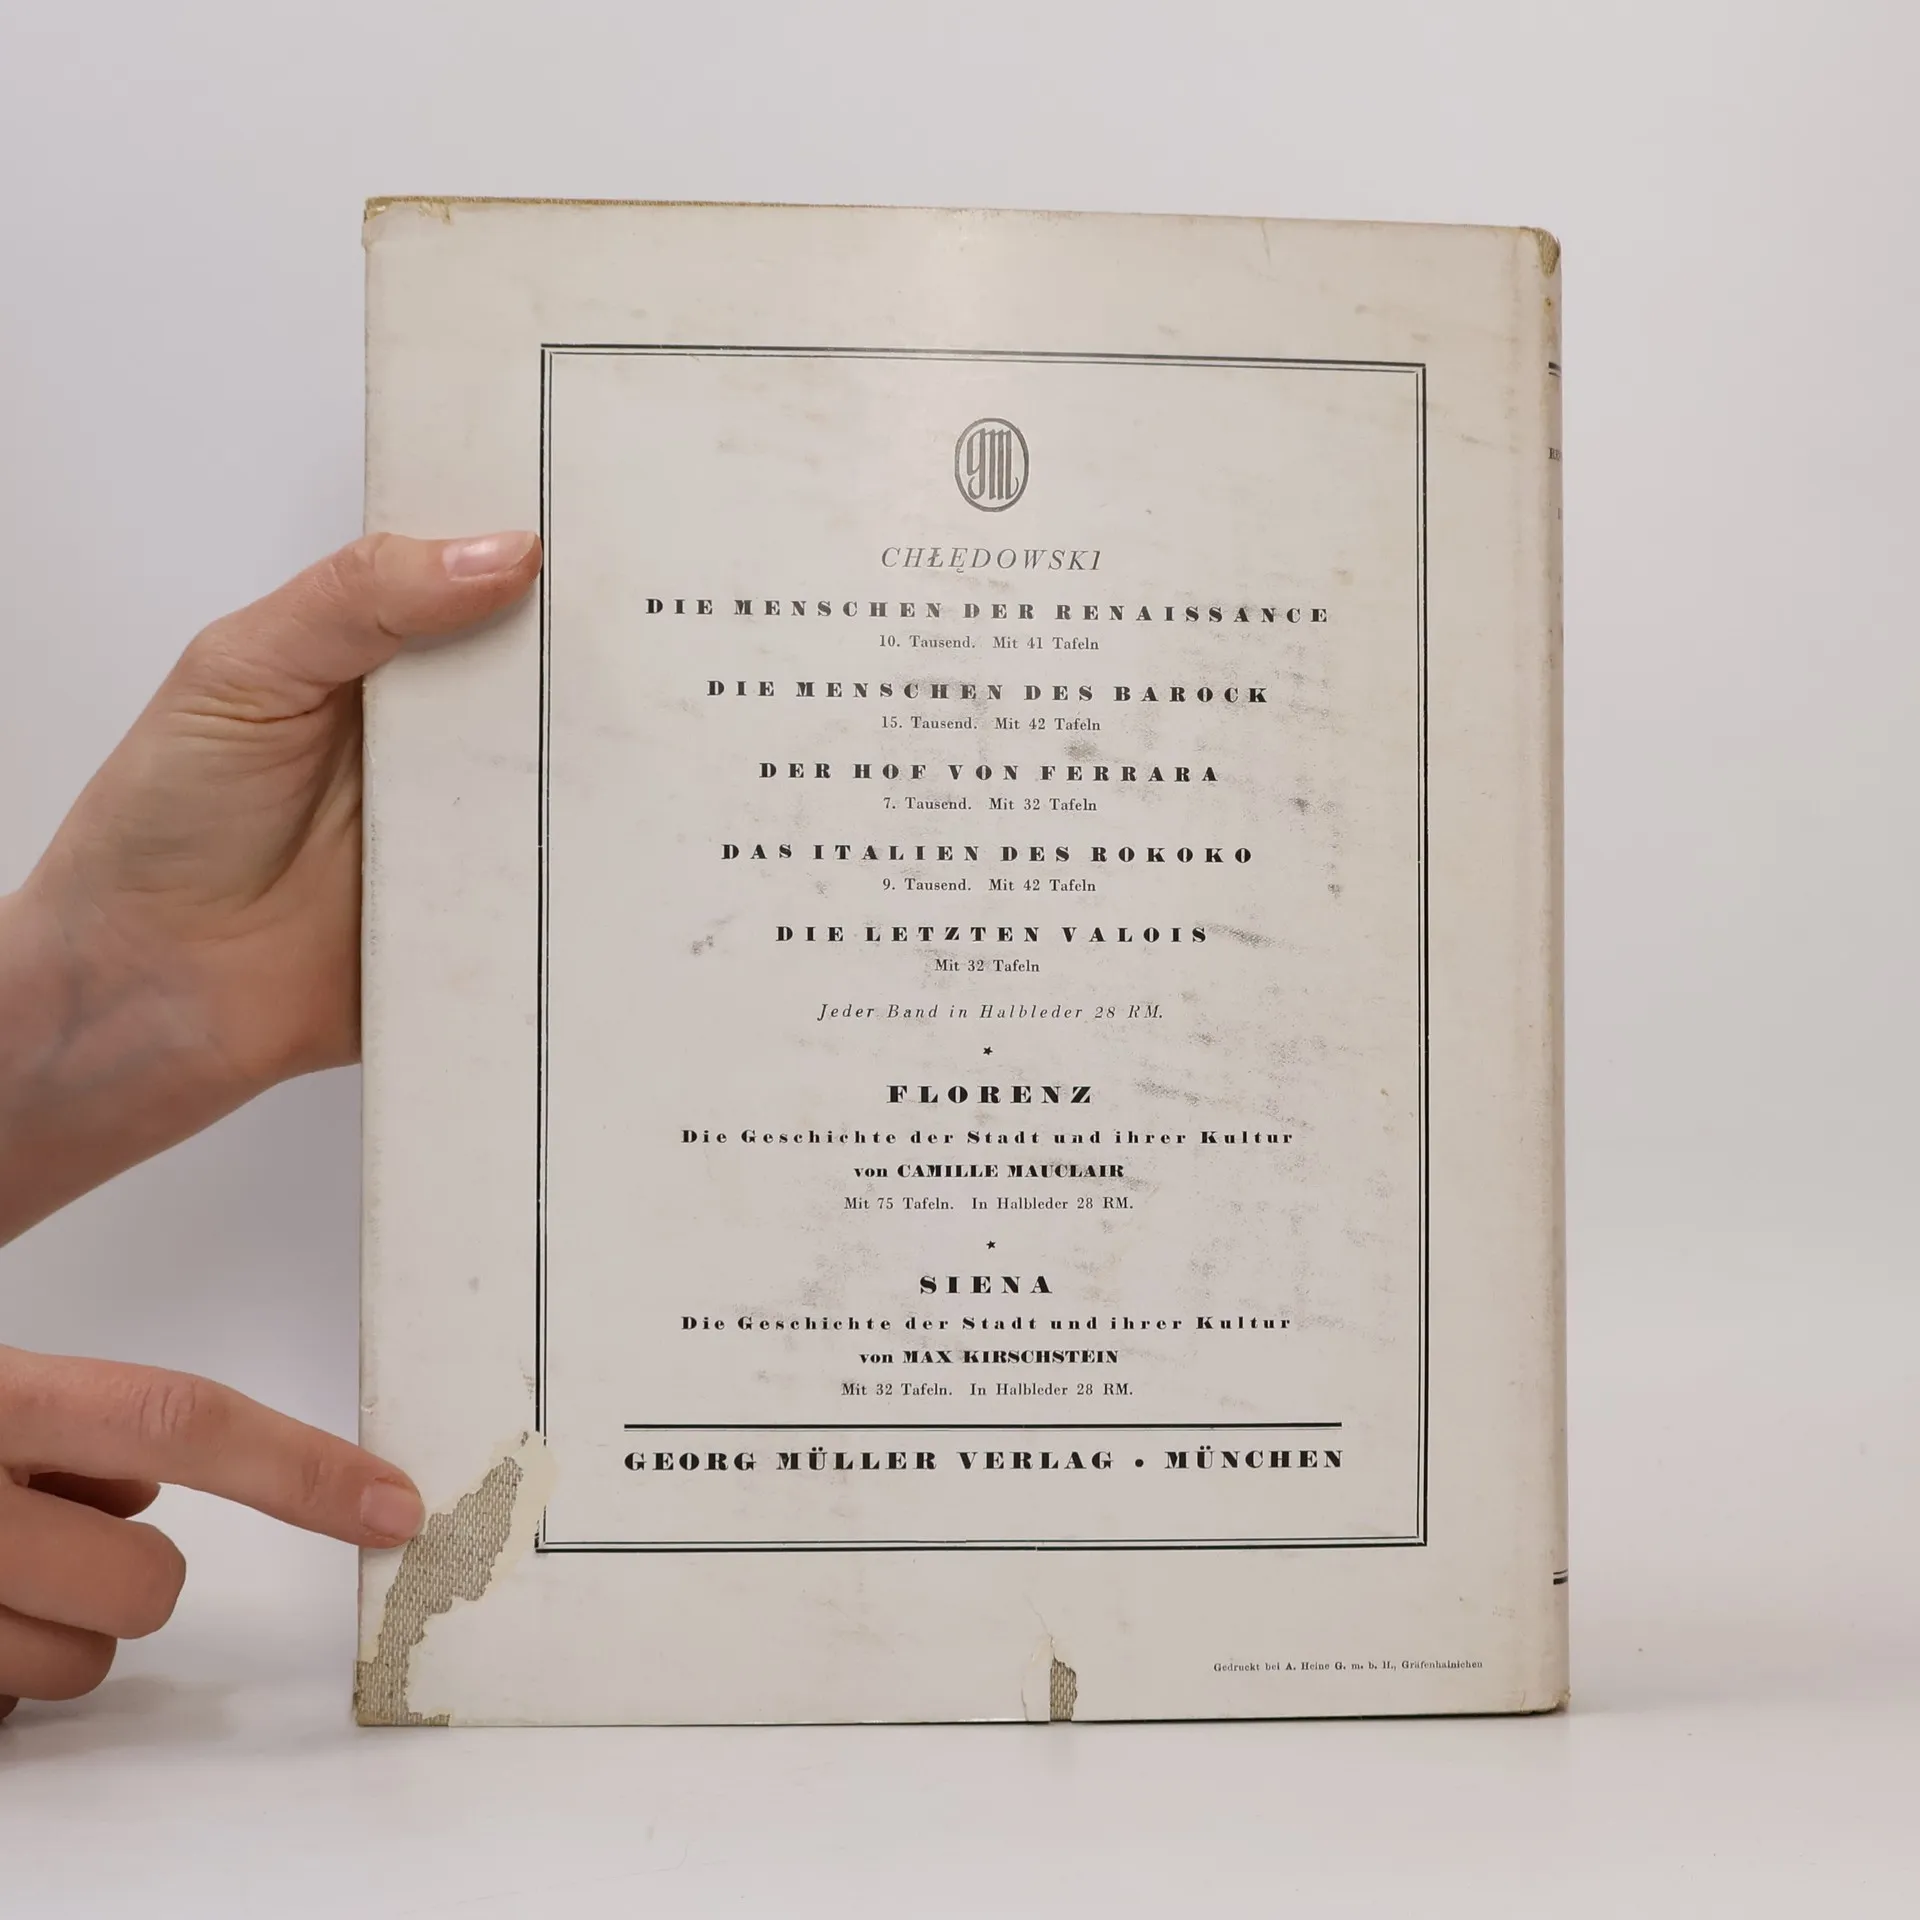 gm
CHŁĘDOWSKI
DIE MENSCHEN DER RENAISSANCE
10. Tausend. Mit 41 Tafeln
DIE MENSCHEN DES BAROCK
15. Tausend. Mit 42 Tafeln
DER HOF VON FERRARA
7. Tausend. Mit 32 Tafeln
DAS ITALIEN DES ROKOKO
9. Tausend. Mit 42 Tafeln
DIE LETZTEN VALOIS
Mit 32 Tafeln
Jeder Band in Halbleder 28 RM.
FLORENZ
Die Geschichte der Stadt und ihrer Kultur
von CAMILLE MAUCLAIR
Mit 75 Tafeln. In Halbleder 28 RM.
SIENA
Die Geschichte der Stadt und ihrer Kultur
von MAX KIRSCHSTEIN
Mit 32 Tafeln. In Halbleder 28 RM.
GEORG MÜLLER VERLAG • MÜNCHEN
Gedruckt bei A. Heine G. m. b. H., Gräfenhainichen